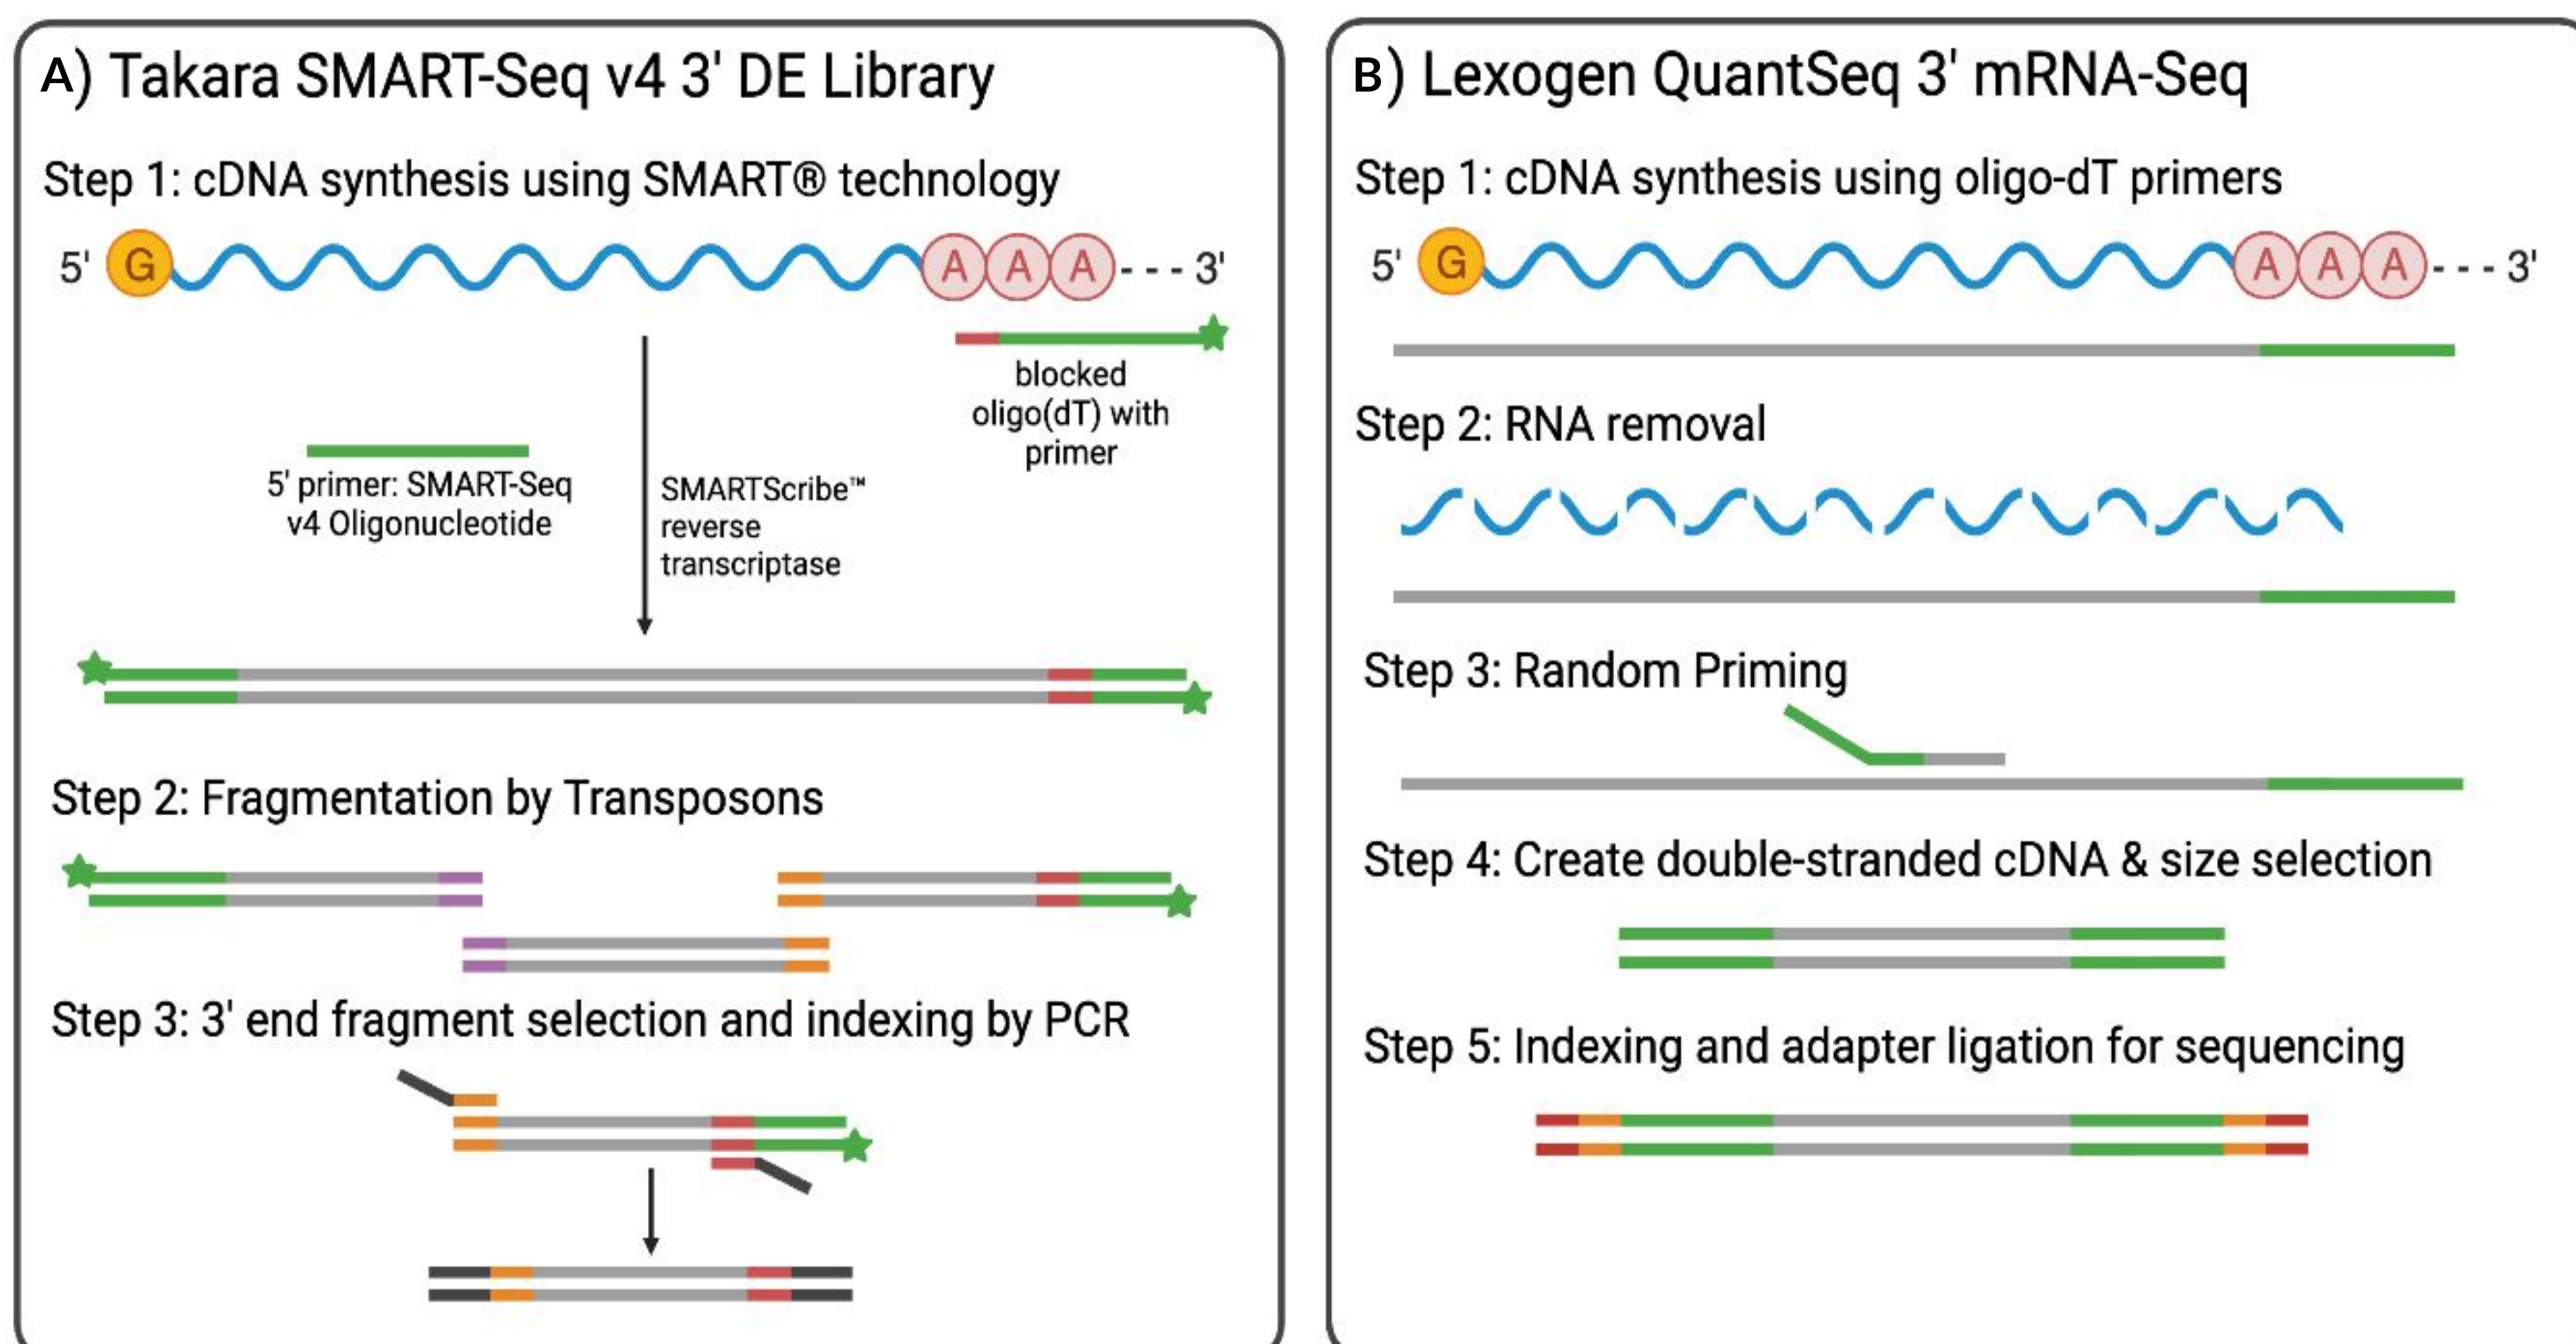 A) Takara SMART-Seq v4 3' DE Library
Step 1: cDNA synthesis using SMART® technology
5' G A A A --- 3'
blocked
oligo(dT) with
primer
5' primer: SMART-Seq
v4 Oligonucleotide
SMARTScribe™
reverse
transcriptase
Step 2: Fragmentation by Transposons
Step 3: 3' end fragment selection and indexing by PCR
B) Lexogen QuantSeq 3' mRNA-Seq
Step 1: cDNA synthesis using oligo-dT primers
5' G A A A --- 3'
Step 2: RNA removal
Step 3: Random Priming
Step 4: Create double-stranded cDNA & size selection
Step 5: Indexing and adapter ligation for sequencing